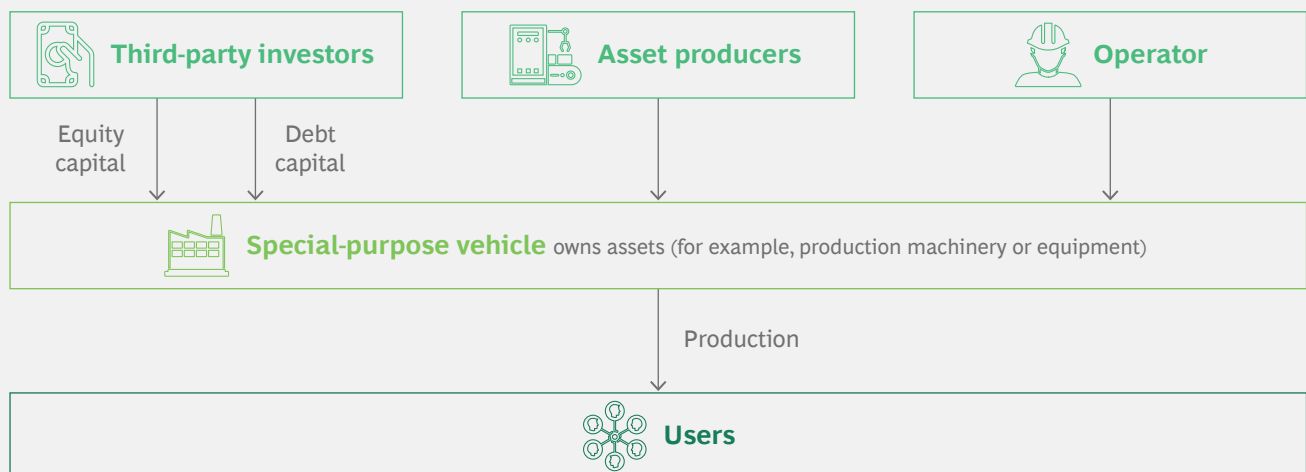 Third-party investors
Asset producers
Operator
Equity
capital
Debt
capital
Special-purpose vehicle owns assets (for example, production machinery or equipment)
Production
Users